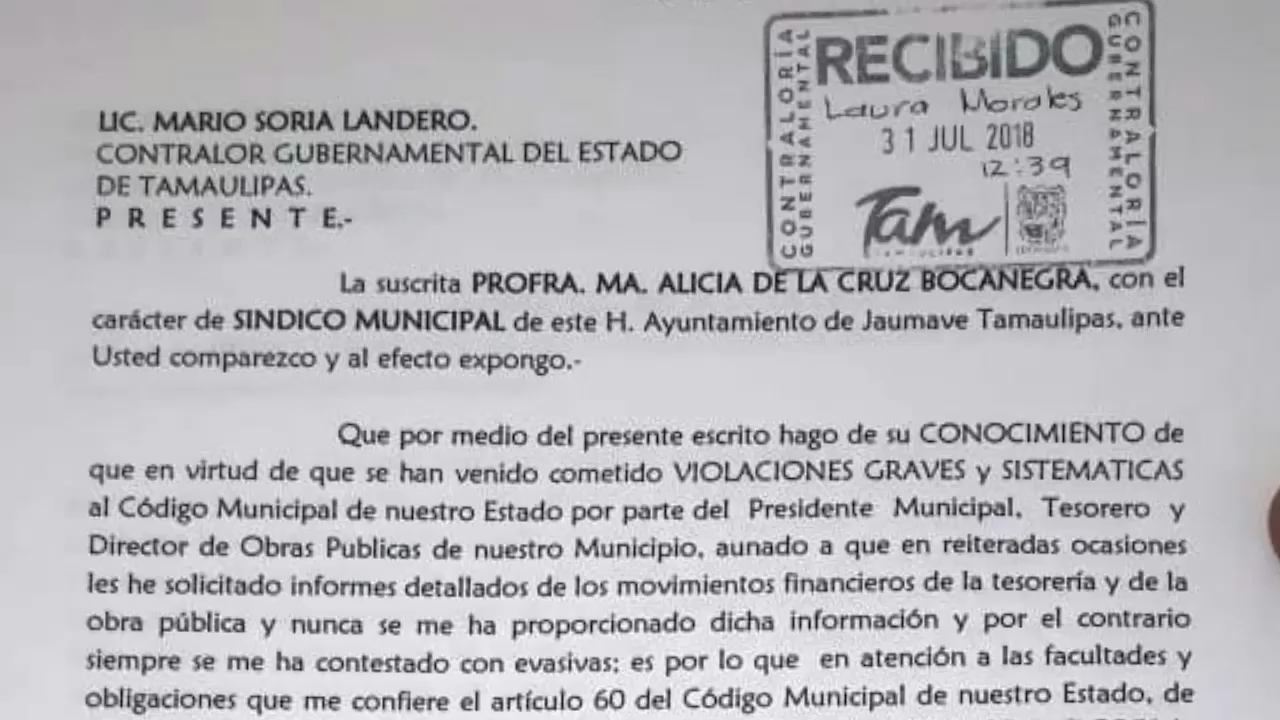 CONTRALORÍA GUBERNAMENTAL
RECIBIDO
Laura Morales
31 JUL 2018
12:39
Tam
TAMAULIPAS
CONTRALORÍA GUBERNAMENTAL
LIC. MARIO SORIA LANDERO.
CONTRALOR GUBERNAMENTAL DEL ESTADO
DE TAMAULIPAS.
P R E S E N T E.-
La suscrita PROFRA. MA. ALICIA DE LA CRUZ BOCANEGRA, con el
carácter de SINDICO MUNICIPAL de este H. Ayuntamiento de Jaumave Tamaulipas, ante
Usted comparezco y al efecto expongo.-
Que por medio del presente escrito hago de su CONOCIMIENTO de
que en virtud de que se han venido cometido VIOLACIONES GRAVES y SISTEMATICAS
al Código Municipal de nuestro Estado por parte del Presidente Municipal, Tesorero y
Director de Obras Publicas de nuestro Municipio, aunado a que en reiteradas ocasiones
les he solicitado informes detallados de los movimientos financieros de la tesorería y de la
obra pública y nunca se me ha proporcionado dicha información y por el contrario
siempre se me ha contestado con evasivas; es por lo que en atención a las facultades y
obligaciones que me confiere el artículo 60 del Código Municipal de nuestro Estado, de